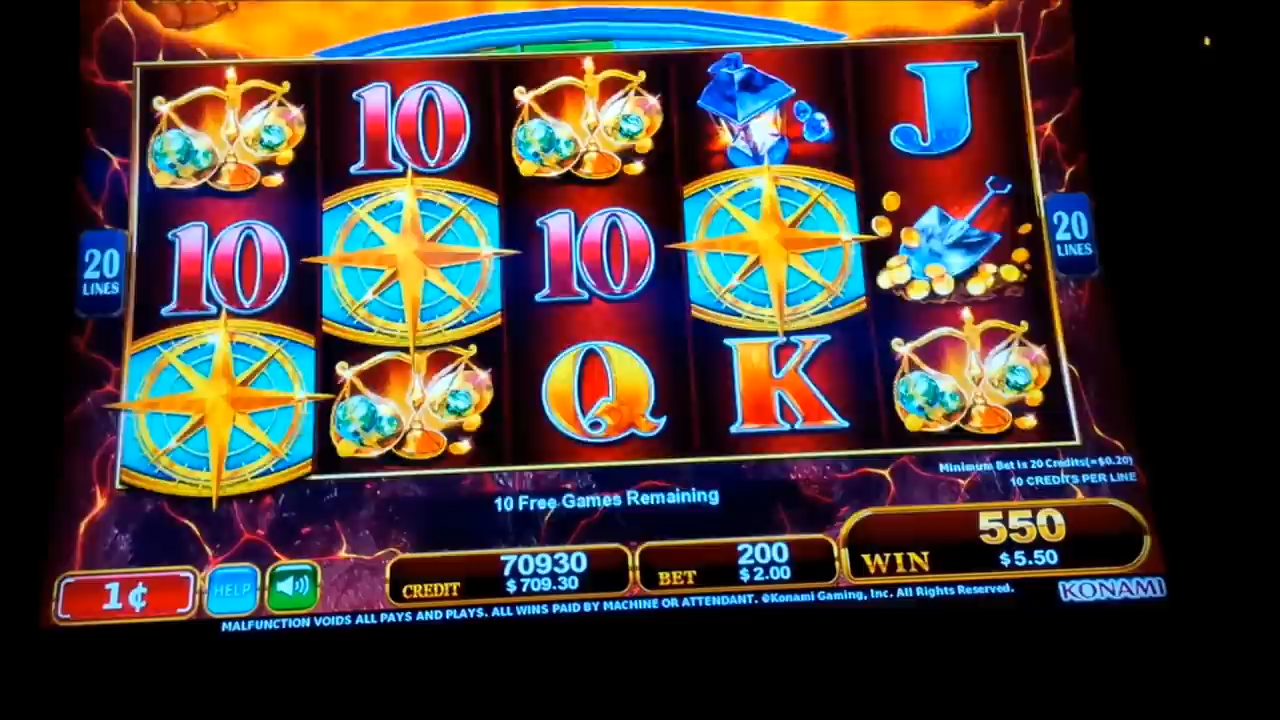 10
J
10
10
20
LINES
20
LINES
Q
K
Minimum Bet is 20 Credits(=$0.20)
10 CREDITS PER LINE
10 Free Games Remaining
1¢
HELP
CREDIT
70930
$709.30
BET
200
$2.00
WIN
550
$5.50
MALFUNCTION VOIDS ALL PAYS AND PLAYS. ALL WINS PAID BY MACHINE OR ATTENDANT. ©Konami Gaming, Inc. All Rights Reserved.
KONAMI